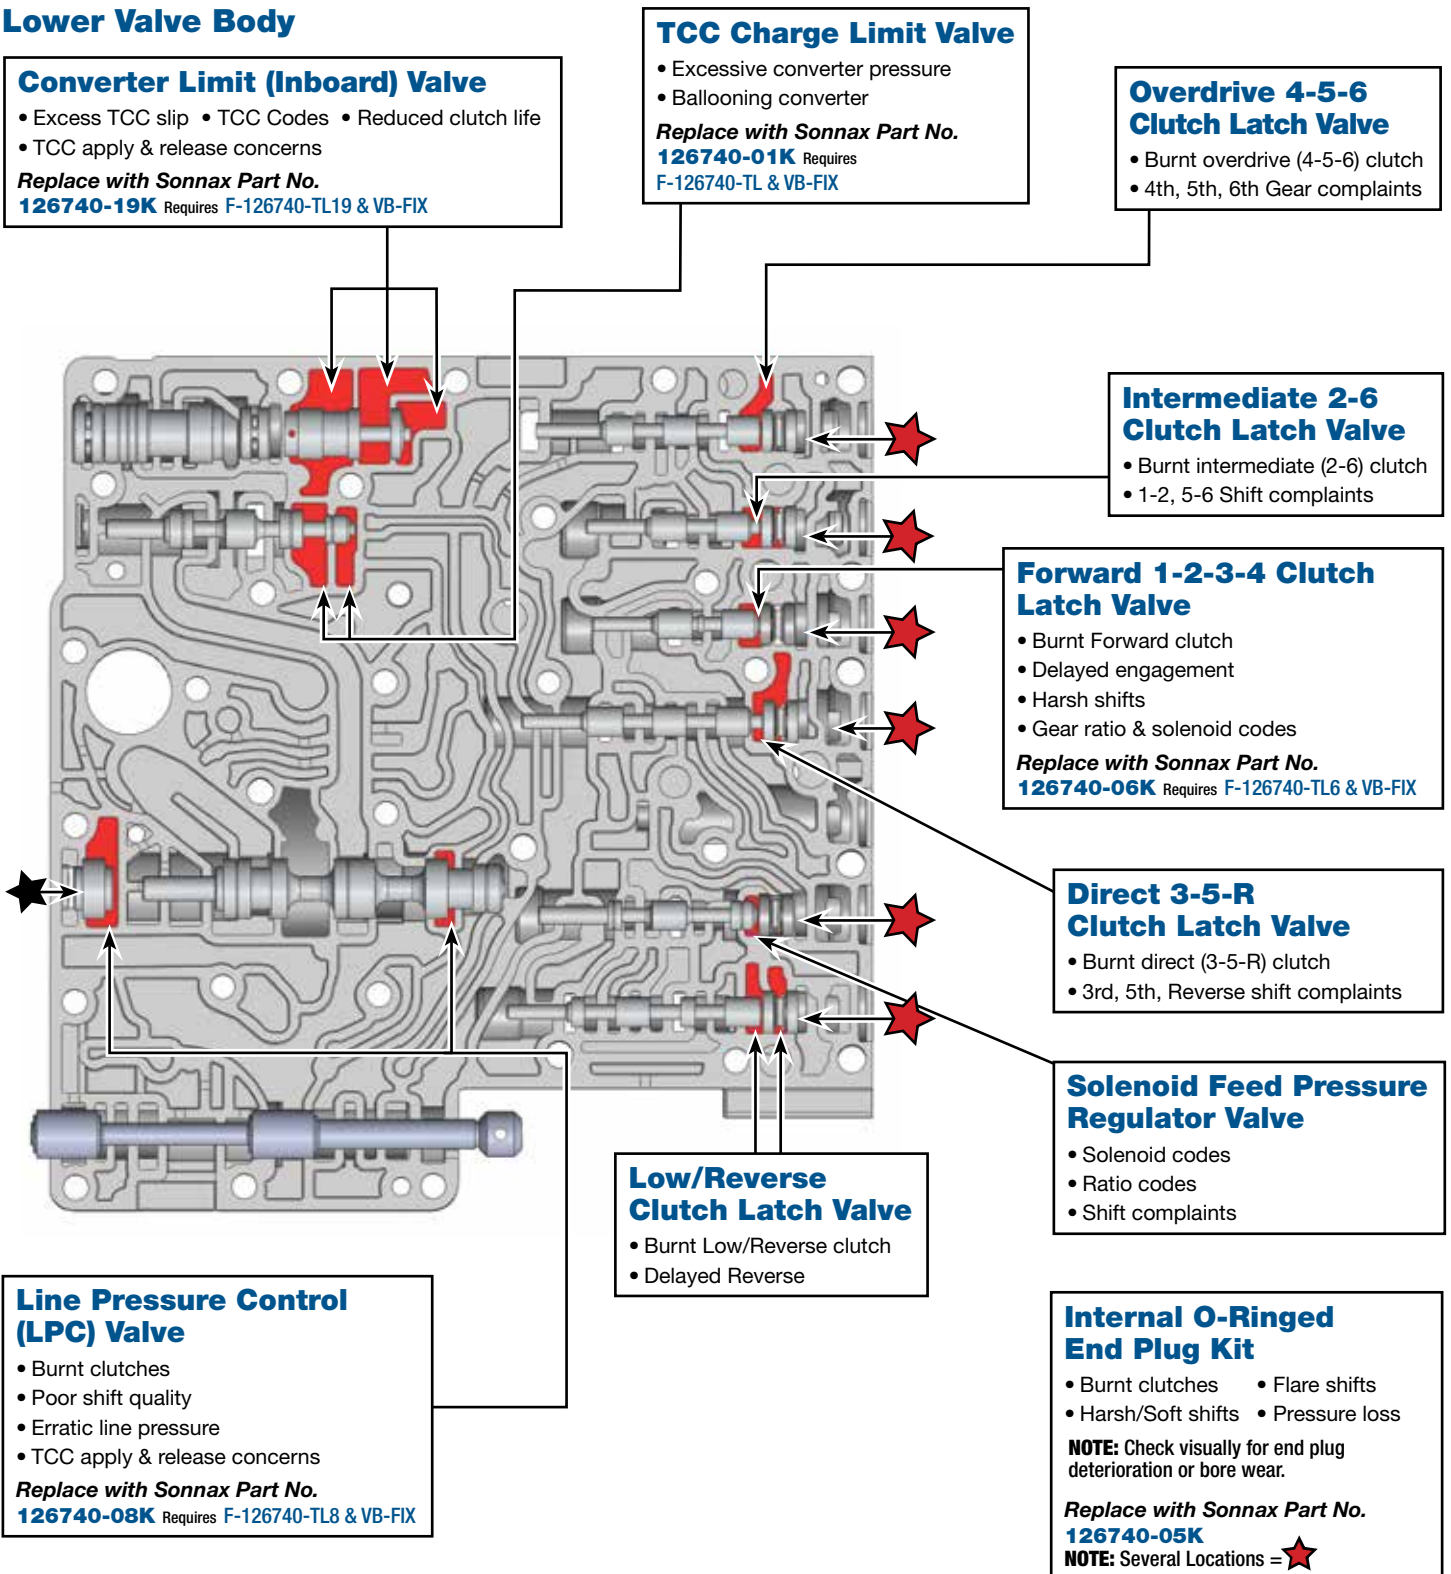 Lower Valve Body
Converter Limit (Inboard) Valve
• Excess TCC slip • TCC Codes • Reduced clutch life
• TCC apply & release concerns
Replace with Sonnax Part No.
126740-19K Requires F-126740-TL19 & VB-FIX
TCC Charge Limit Valve
• Excessive converter pressure
• Ballooning converter
Replace with Sonnax Part No.
126740-01K Requires
F-126740-TL & VB-FIX
Overdrive 4-5-6
Clutch Latch Valve
• Burnt overdrive (4-5-6) clutch
• 4th, 5th, 6th Gear complaints
Intermediate 2-6
Clutch Latch Valve
• Burnt intermediate (2-6) clutch
• 1-2, 5-6 Shift complaints
Forward 1-2-3-4 Clutch
Latch Valve
• Burnt Forward clutch
• Delayed engagement
• Harsh shifts
• Gear ratio & solenoid codes
Replace with Sonnax Part No.
126740-06K Requires F-126740-TL6 & VB-FIX
Direct 3-5-R
Clutch Latch Valve
• Burnt direct (3-5-R) clutch
• 3rd, 5th, Reverse shift complaints
Solenoid Feed Pressure
Regulator Valve
• Solenoid codes
• Ratio codes
• Shift complaints
Low/Reverse
Clutch Latch Valve
• Burnt Low/Reverse clutch
• Delayed Reverse
Line Pressure Control
(LPC) Valve
• Burnt clutches
• Poor shift quality
• Erratic line pressure
• TCC apply & release concerns
Replace with Sonnax Part No.
126740-08K Requires F-126740-TL8 & VB-FIX
Internal O-Ringed
End Plug Kit
• Burnt clutches • Flare shifts
• Harsh/Soft shifts • Pressure loss
NOTE: Check visually for end plug
deterioration or bore wear.
Replace with Sonnax Part No.
126740-05K
NOTE: Several Locations =